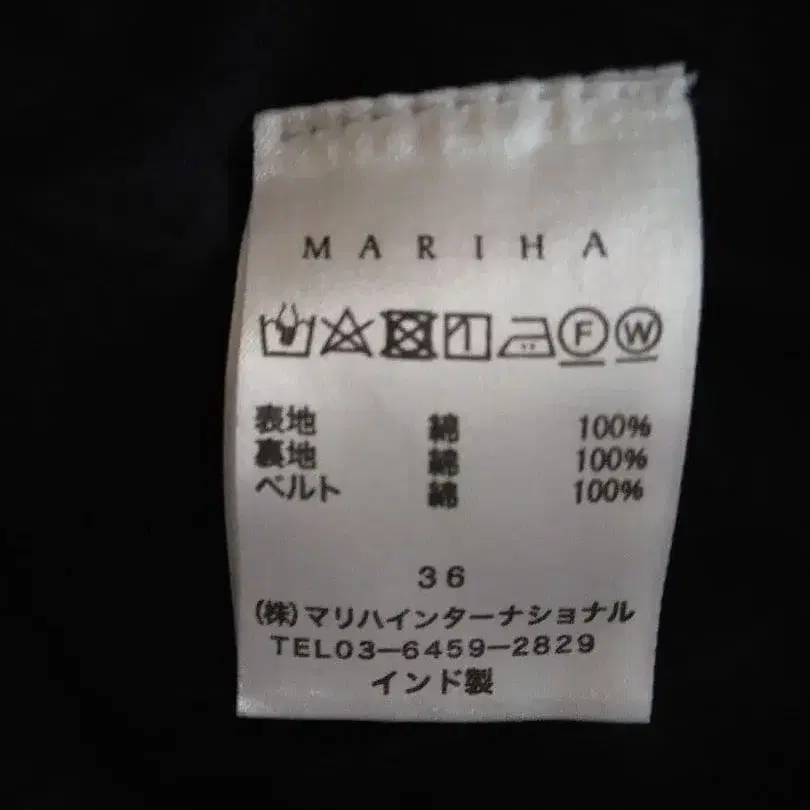 MARIHA
F W
表地 綿 100%
裏地 綿 100%
ベルト 綿 100%
36
(株)マリハインターナショナル
TEL03-6459-2829
インド製